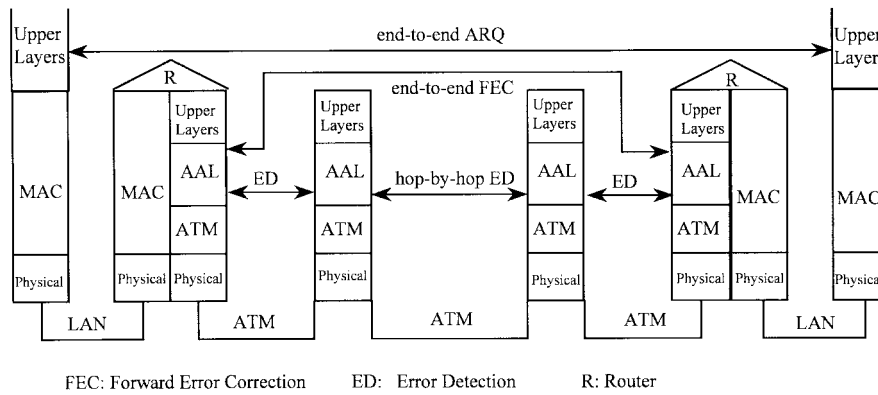 Upper
Layers
end-to-end ARQ
Upper
Layers
R
R
end-to-end FEC
Upper
Layers
Upper
Layers
Upper
Layers
Upper
Layers
MAC
MAC
AAL
ED
AAL
hop-by-hop ED
AAL
ED
AAL
MAC
MAC
ATM
ATM
ATM
ATM
Physical
Physical
Physical
Physical
Physical
Physical
Physical
Physical
LAN
ATM
ATM
ATM
LAN
FEC: Forward Error Correction ED: Error Detection R: Router